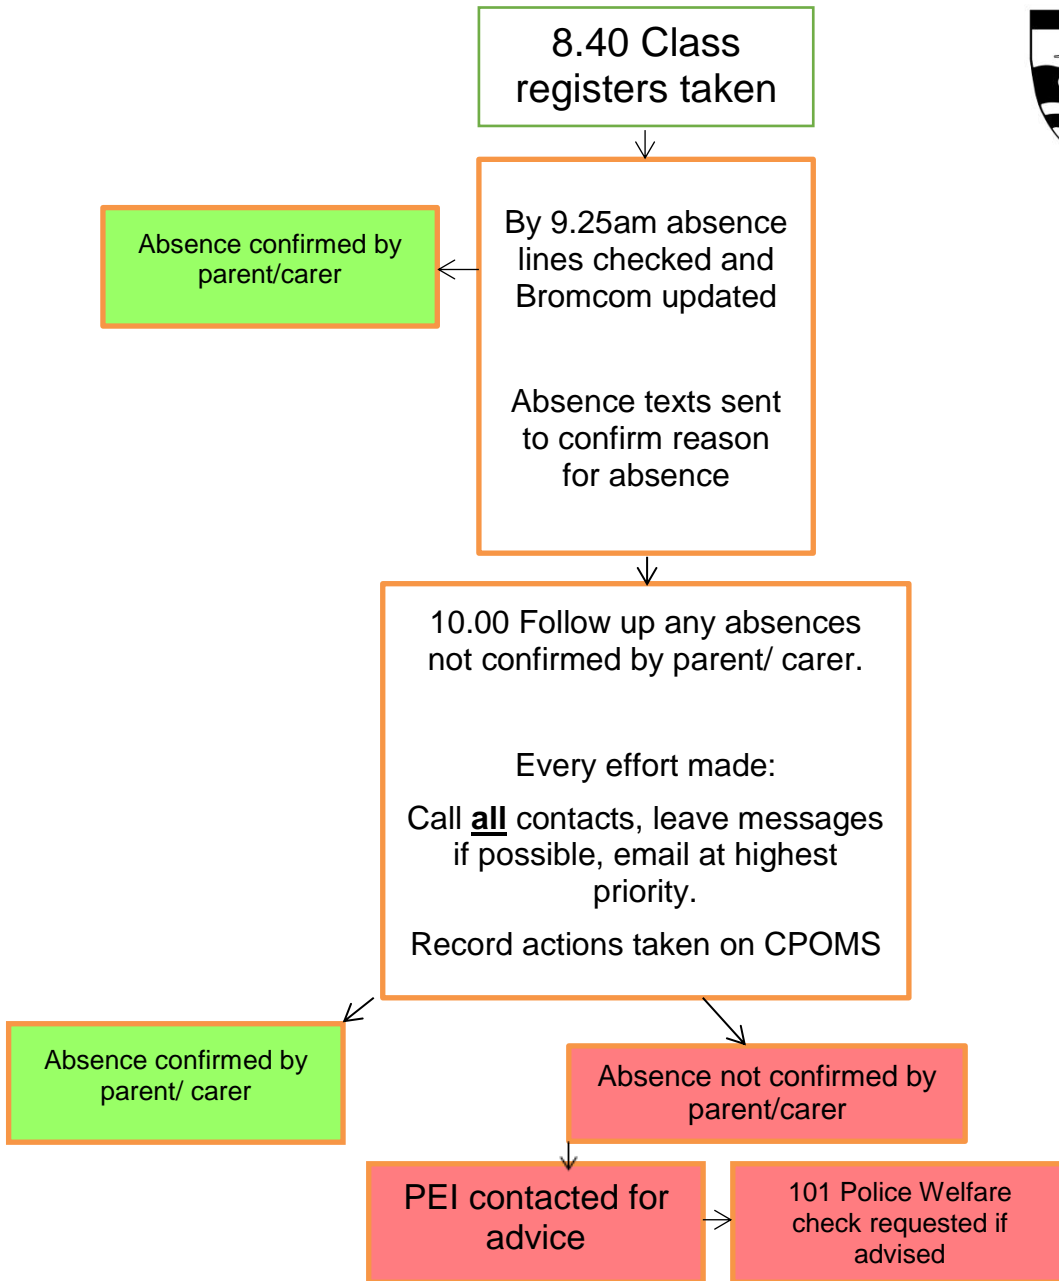 8.40 Class
registers taken
By 9.25am absence
lines checked and
Bromcom updated
Absence confirmed by
parent/carer
Absence texts sent
to confirm reason
for absence
10.00 Follow up any absences
not confirmed by parent/ carer.
Every effort made:
Call all contacts, leave messages
if possible, email at highest
priority.
Record actions taken on CPOMS
Absence confirmed by
parent/ carer
Absence not confirmed by
parent/carer
PEI contacted for
advice
101 Police Welfare
check requested if
advised